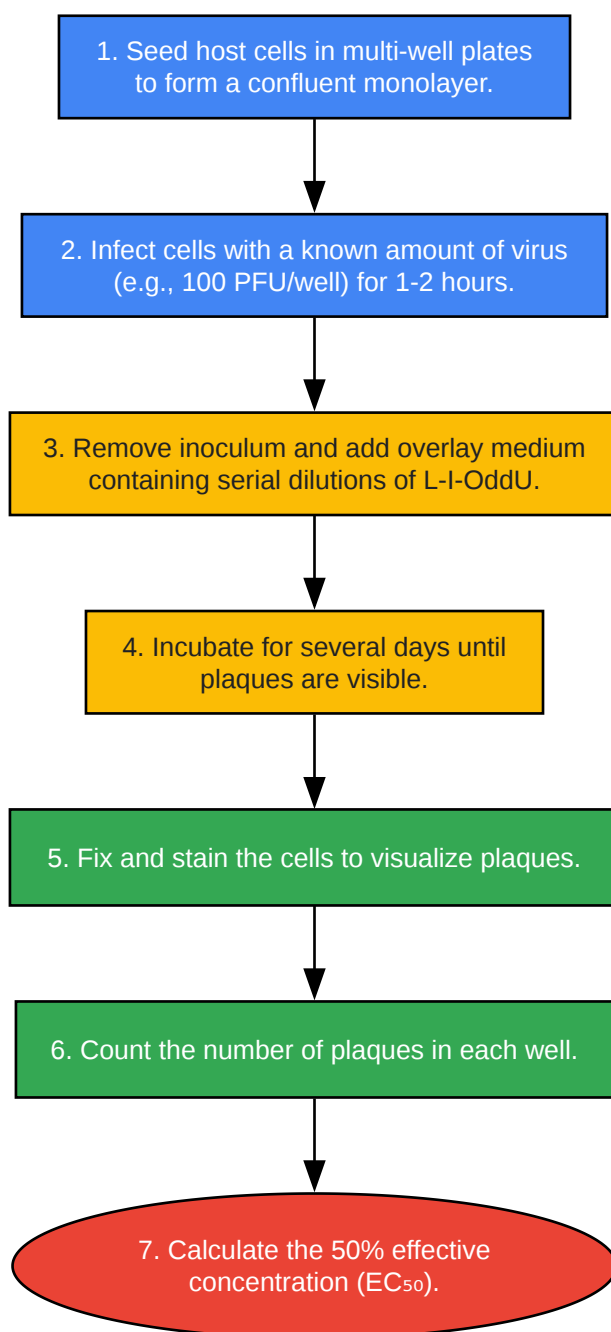 1. Seed host cells in multi-well plates
to form a confluent monolayer.
2. Infect cells with a known amount of virus
(e.g., 100 PFU/well) for 1-2 hours.
3. Remove inoculum and add overlay medium
containing serial dilutions of L-I-OddU.
4. Incubate for several days until
plaques are visible.
5. Fix and stain the cells to visualize plaques.
6. Count the number of plaques in each well.
7. Calculate the 50% effective
concentration (EC₅₀).